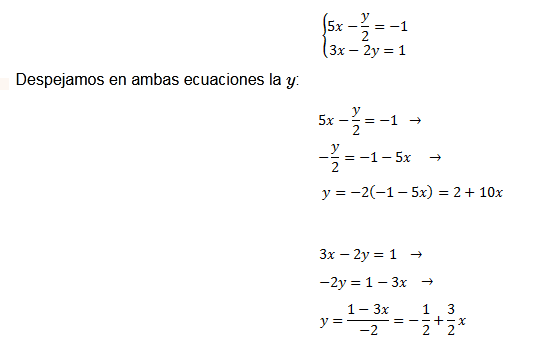 {5x − y/2 = −1
3x − 2y = 1
Despejamos en ambas ecuaciones la y:
5x − y/2 = −1 →
−y/2 = −1 − 5x →
y = −2(−1 − 5x) = 2 + 10x
3x − 2y = 1 →
−2y = 1 − 3x →
y = (1 − 3x)/−2 = −1/2 + 3/2 x